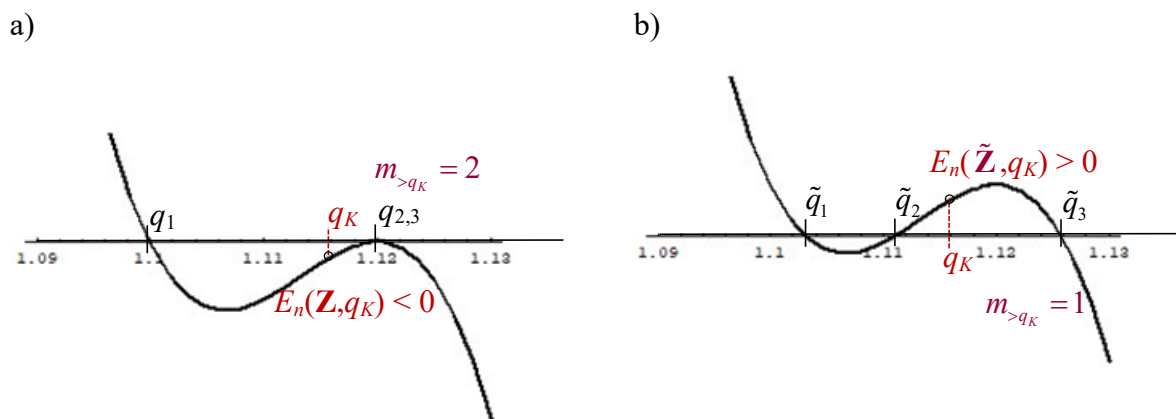 a)
m_{>q_K} = 2
q_1
q_K
q_{2,3}
1.09 1.1 1.11 1.12 1.13
E_n(Z,q_K) < 0
b)
E_n(Z̃,q_K) > 0
q̃_1
q̃_2
q̃_3
1.09 1.1 1.11 1.12 1.13
q_K
m_{>q_K} = 1